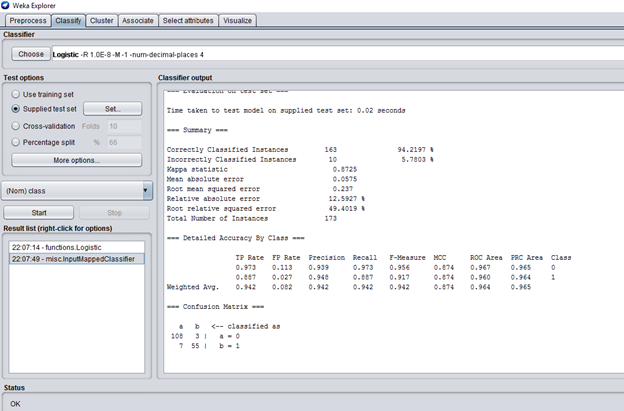 Weka Explorer
Preprocess Classify Cluster Associate Select attributes Visualize
Classifier
Choose Logistic -R 1.0E-8 -M -1 -num-decimal-places 4
Test options
Use training set
Supplied test set Set...
Cross-validation Folds 10
Percentage split % 66
More options...
(Nom) class
Start Stop
Result list (right-click for options)
22:07:14 - functions.Logistic
22:07:49 - misc.InputMappedClassifier
Classifier output
=== Evaluation on test set ===
Time taken to test model on supplied test set: 0.02 seconds
=== Summary ===
Correctly Classified Instances 163 94.2197 %
Incorrectly Classified Instances 10 5.7803 %
Kappa statistic 0.8725
Mean absolute error 0.0575
Root mean squared error 0.237
Relative absolute error 12.5927 %
Root relative squared error 49.4019 %
Total Number of Instances 173
=== Detailed Accuracy By Class ===
TP Rate FP Rate Precision Recall F-Measure MCC ROC Area PRC Area Class
0.973 0.113 0.939 0.973 0.956 0.874 0.967 0.965 0
0.887 0.027 0.948 0.887 0.917 0.874 0.960 0.964 1
Weighted Avg. 0.942 0.082 0.942 0.942 0.942 0.874 0.964 0.965
=== Confusion Matrix ===
a b <-- classified as
108 3 | a = 0
7 55 | b = 1
Status
OK